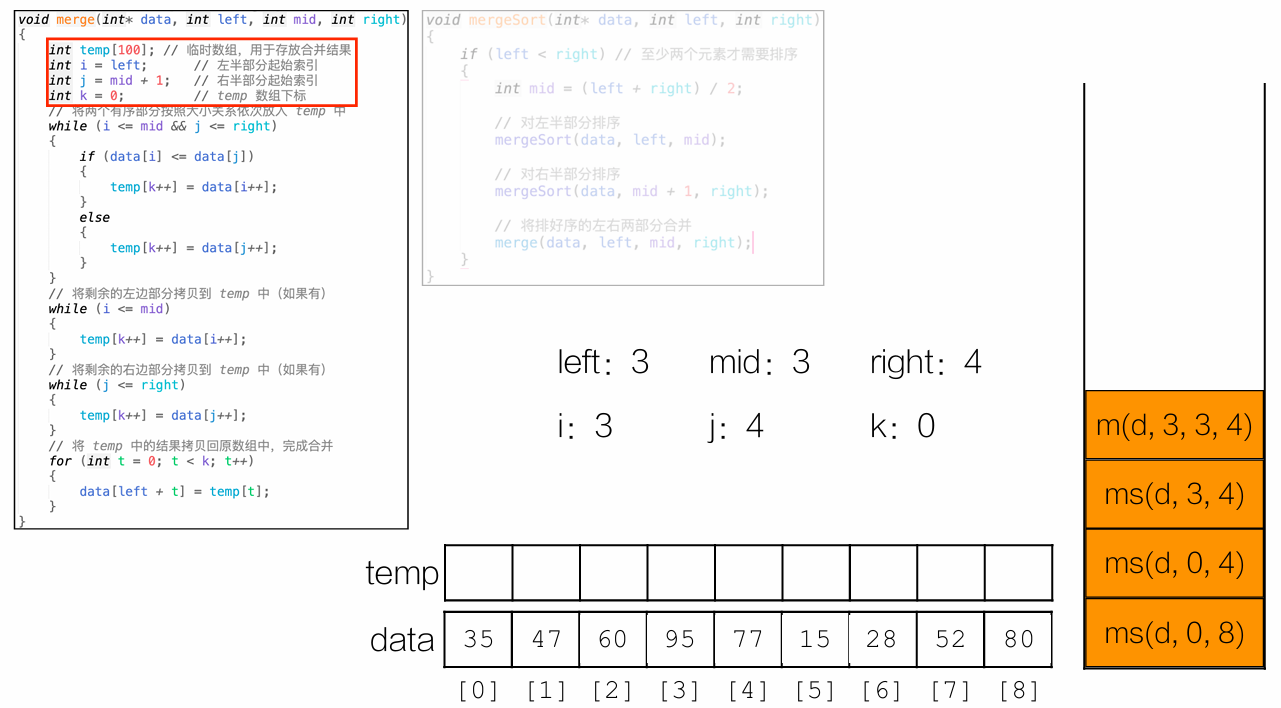 void merge(int* data, int left, int mid, int right)
{
    int temp[100]; // 临时数组，用于存放合并结果
    int i = left;      // 左半部分起始索引
    int j = mid + 1;   // 右半部分起始索引
    int k = 0;         // temp 数组下标
    // 将两个有序部分按照大小关系依次放入 temp 中
    while (i <= mid && j <= right)
    {
        if (data[i] <= data[j])
        {
            temp[k++] = data[i++];
        }
        else
        {
            temp[k++] = data[j++];
        }
    }
    // 将剩余的左边部分拷贝到 temp 中（如果有）
    while (i <= mid)
    {
        temp[k++] = data[i++];
    }
    // 将剩余的右边部分拷贝到 temp 中（如果有）
    while (j <= right)
    {
        temp[k++] = data[j++];
    }
    // 将 temp 中的结果拷贝回原数组中，完成合并
    for (int t = 0; t < k; t++)
    {
        data[left + t] = temp[t];
    }
}
void mergeSort(int* data, int left, int right)
{
    if (left < right) // 至少两个元素才需要排序
    {
        int mid = (left + right) / 2;
        // 对左半部分排序
        mergeSort(data, left, mid);
        // 对右半部分排序
        mergeSort(data, mid + 1, right);
        // 将排好序的左右两部分合并
        merge(data, left, mid, right);
    }
}
left: 3 mid: 3 right: 4
i: 3 j: 4 k: 0
m(d, 3, 3, 4)
ms(d, 3, 4)
ms(d, 0, 4)
ms(d, 0, 8)
temp
data 35 47 60 95 77 15 28 52 80
[0] [1] [2] [3] [4] [5] [6] [7] [8]